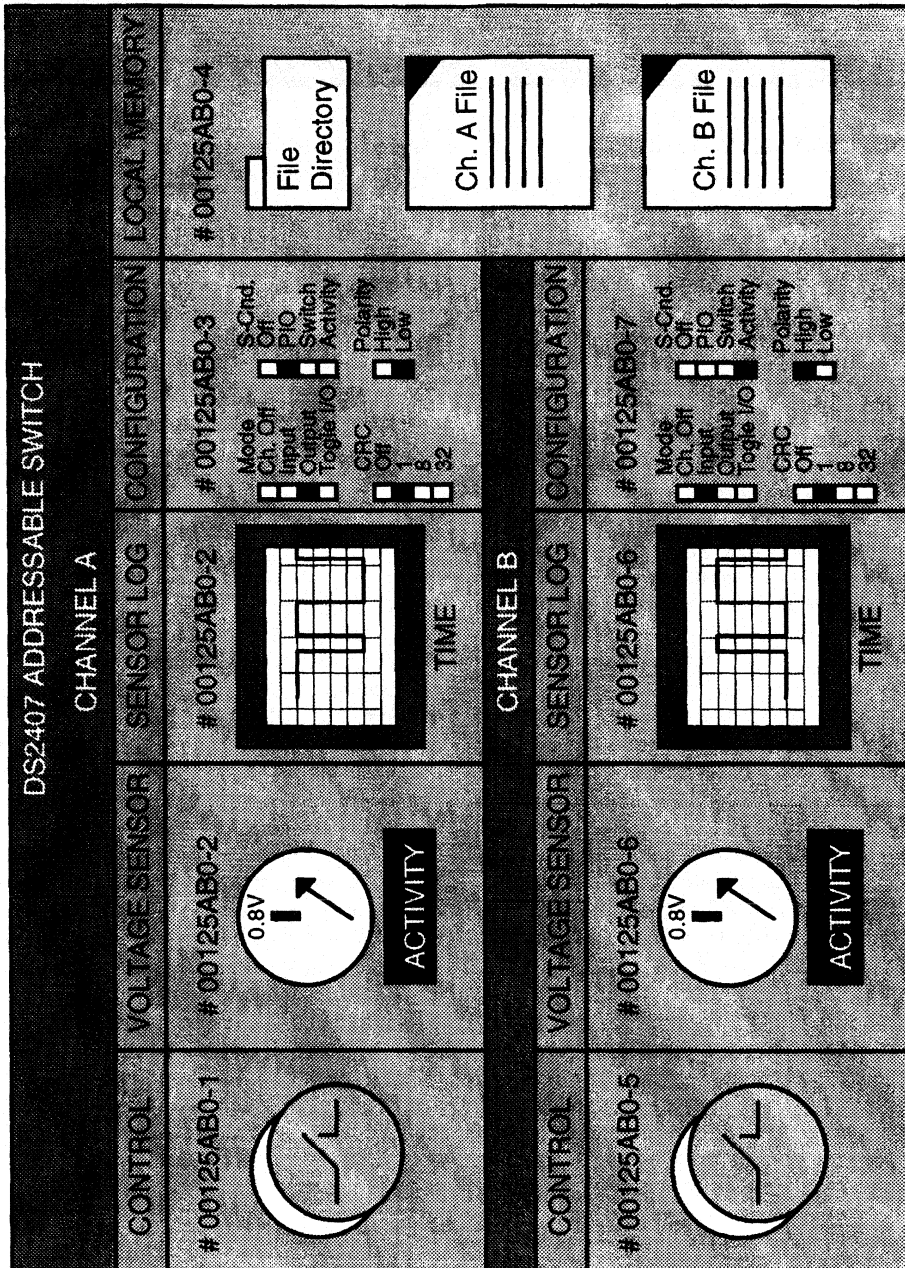 DS2407 ADDRESSABLE SWITCH
CHANNEL A
CONTROL
VOLTAGE SENSOR
SENSOR LOG
CONFIGURATION
LOCAL MEMORY
# 00125AB0-1
# 00125AB0-2
0.8V
ACTIVITY
# 00125AB0-2
TIME
# 00125AB0-3
Mode
Ch. Off
Input
Output
Togle I/O
S-Cnd.
Off
PIO
Switch
Activity
CRC
Off
1
8
32
Polarity
High
Low
# 00125AB0-4
File
Directory
Ch. A File
Ch. B File
CHANNEL B
CONTROL
VOLTAGE SENSOR
SENSOR LOG
CONFIGURATION
# 00125AB0-5
# 00125AB0-6
0.8V
ACTIVITY
# 00125AB0-6
TIME
# 00125AB0-7
Mode
Ch. Off
Input
Output
Togle I/O
S-Cnd.
Off
PIO
Switch
Activity
CRC
Off
1
8
32
Polarity
High
Low